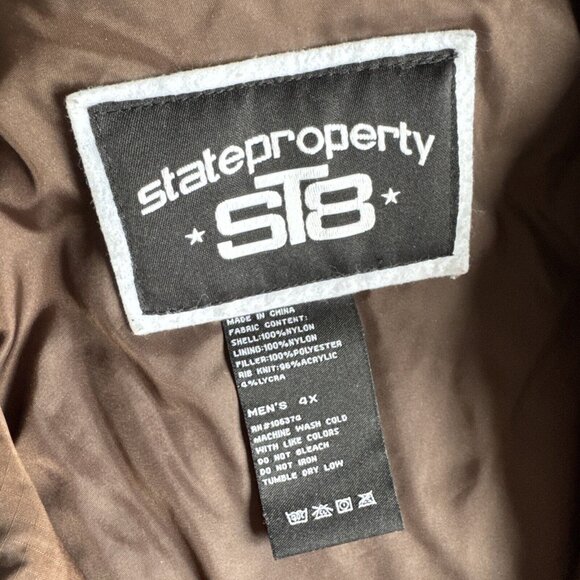 stateproperty
ST8
MADE IN CHINA
FABRIC CONTENT:
SHELL:100%NYLON
LINING:100%NYLON
FILLER:100%POLYESTER
RIB KNIT:96%ACRYLIC
4%LYCRA
MEN'S 4X
RN#106374
MACHINE WASH COLD
WITH LIKE COLORS
DO NOT BLEACH
DO NOT IRON
TUMBLE DRY LOW